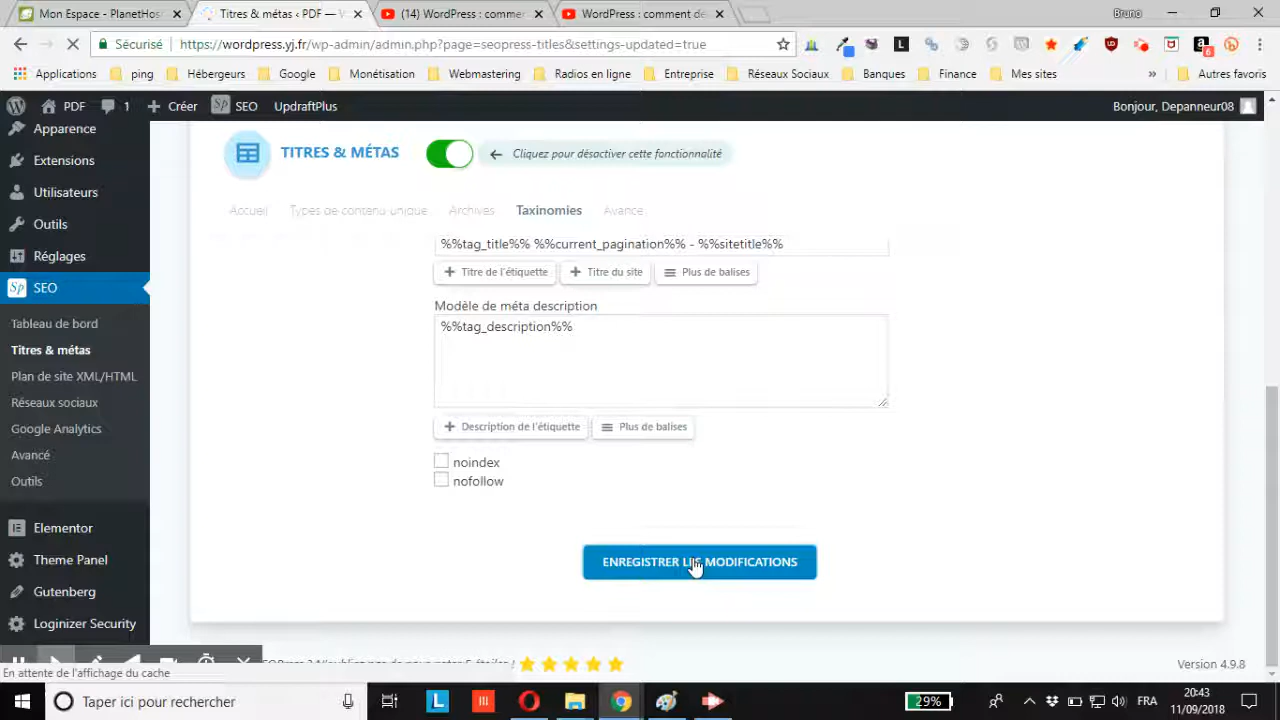 Mon Espace - PlanetHos
Titres & métas ‹ PDF — V
(14) WordPress : comme
WordPress : comment dé
Bruno
Sécurisé
https://wordpress.yj.fr/wp-admin/admin.php?page=seopress-titles&settings-updated=true
Applications
ping
Hébergeurs
Google
Monétisation
Webmastering
Radios en ligne
Entreprise
Réseaux Sociaux
Banques
Finance
Mes sites
»
Autres favoris
PDF
1
Créer
SEO
UpdraftPlus
Bonjour, Depanneur08
Apparence
Extensions
Utilisateurs
Outils
Réglages
SEO
Tableau de bord
Titres & métas
Plan de site XML/HTML
Réseaux sociaux
Google Analytics
Avancé
Outils
Elementor
Theme Panel
Gutenberg
Loginizer Security
TITRES & MÉTAS
Cliquez pour désactiver cette fonctionnalité
Accueil
Types de contenu unique
Archives
Taxinomies
Avancé
%%tag_title%% %%current_pagination%% - %%sitetitle%%
Titre de l'étiquette
Titre du site
Plus de balises
Modèle de méta description
%%tag_description%%
Description de l'étiquette
Plus de balises
noindex
nofollow
ENREGISTRER LES MODIFICATIONS
Version 4.9.8
En attente de l'affichage du cache
Taper ici pour rechercher
29%
FRA
20:43
11/09/2018